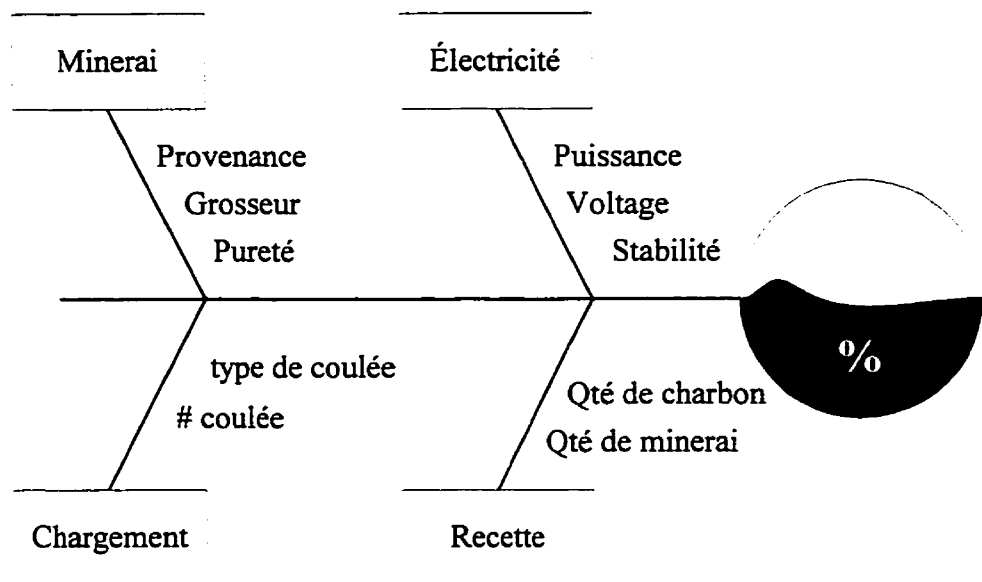 Minerai
Électricité
Provenance
Grosseur
Pureté
Puissance
Voltage
Stabilité
%
type de coulée
# coulée
Qté de charbon
Qté de minerai
Chargement
Recette